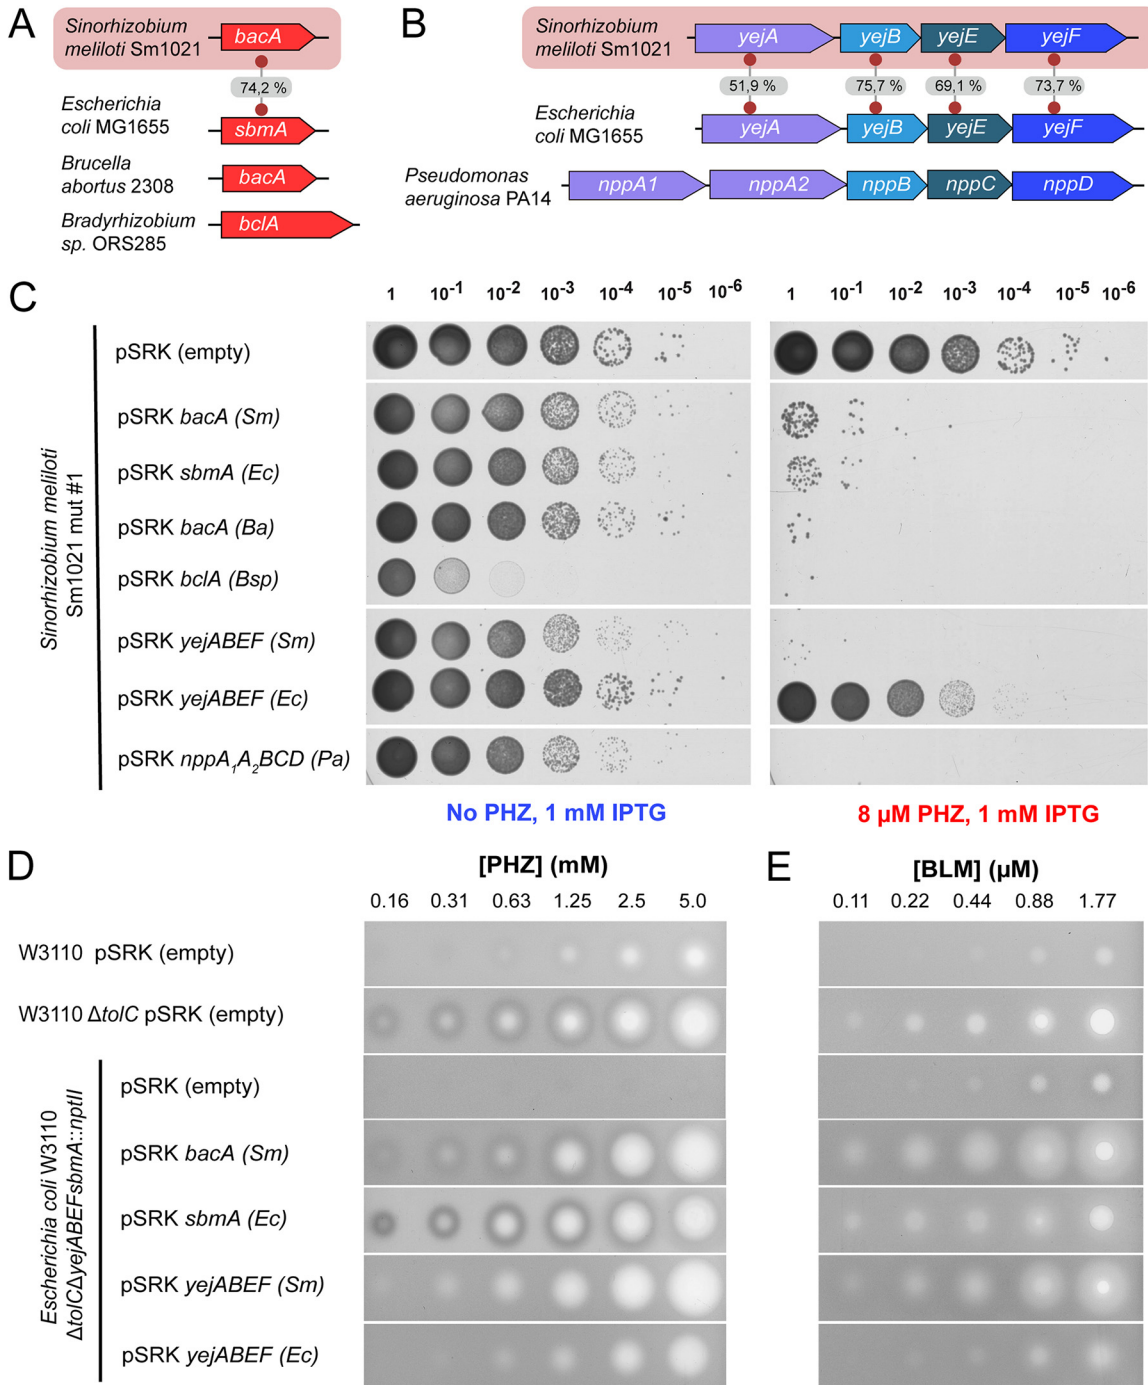 A
Sinorhizobium
meliloti Sm1021
bacA
74,2 %
Escherichia
coli MG1655
sbmA
Brucella
abortus 2308
bacA
Bradyrhizobium
sp. ORS285
bclA
B
Sinorhizobium
meliloti Sm1021
yejA yejB yejE yejF
51,9 % 75,7 % 69,1 % 73,7 %
Escherichia
coli MG1655
yejA yejB yejE yejF
Pseudomonas
aeruginosa PA14
nppA1 nppA2 nppB nppC nppD
C
1 10-1 10-2 10-3 10-4 10-5 10-6
1 10-1 10-2 10-3 10-4 10-5 10-6
Sinorhizobium meliloti
Sm1021 mut #1
pSRK (empty)
pSRK bacA (Sm)
pSRK sbmA (Ec)
pSRK bacA (Ba)
pSRK bclA (Bsp)
pSRK yejABEF (Sm)
pSRK yejABEF (Ec)
pSRK nppA1A2BCD (Pa)
No PHZ, 1 mM IPTG
8 µM PHZ, 1 mM IPTG
D
[PHZ] (mM)
0.16 0.31 0.63 1.25 2.5 5.0
W3110 pSRK (empty)
W3110 ΔtolC pSRK (empty)
Escherichia coli W3110
ΔtolCΔyejABEFsbmA::nptII
pSRK (empty)
pSRK bacA (Sm)
pSRK sbmA (Ec)
pSRK yejABEF (Sm)
pSRK yejABEF (Ec)
E
[BLM] (µM)
0.11 0.22 0.44 0.88 1.77